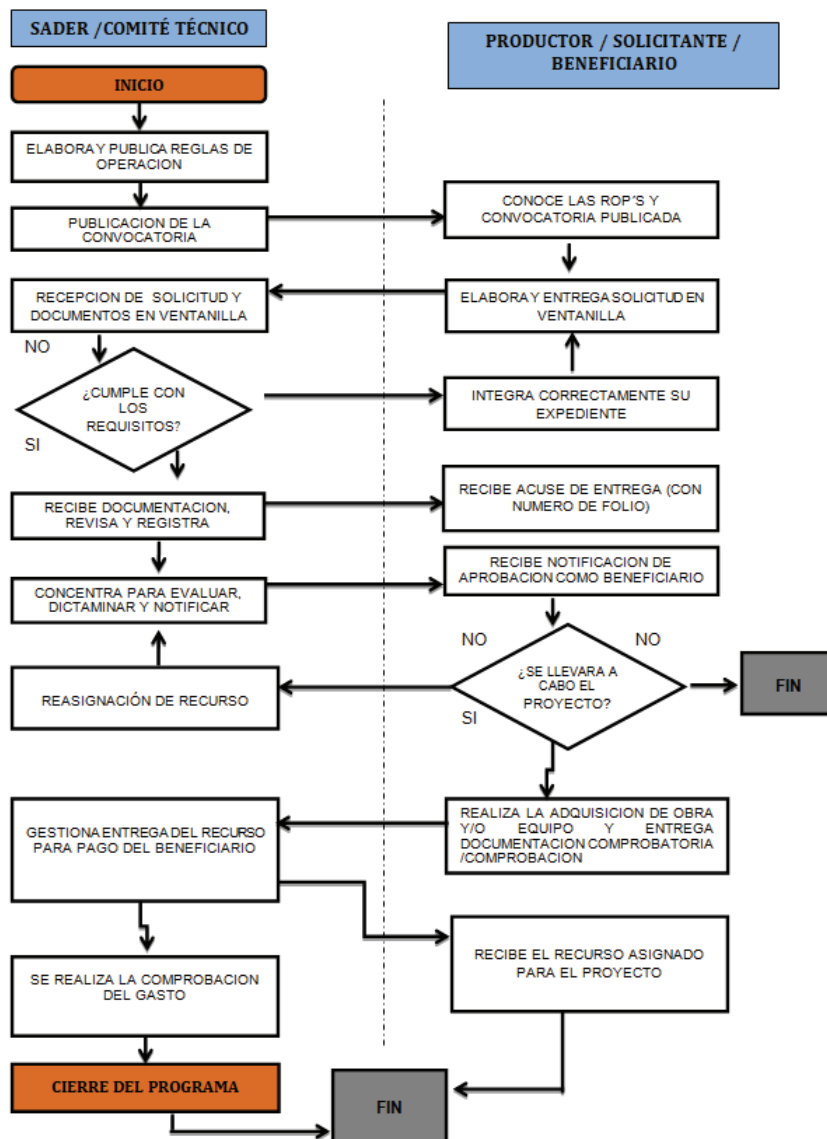 SADER /COMITÉ TÉCNICO
PRODUCTOR / SOLICITANTE /
BENEFICIARIO
INICIO
ELABORA Y PUBLICA REGLAS DE
OPERACION
PUBLICACION DE LA
CONVOCATORIA
CONOCE LAS ROP´S Y
CONVOCATORIA PUBLICADA
RECEPCION DE SOLICITUD Y
DOCUMENTOS EN VENTANILLA
ELABORA Y ENTREGA SOLICITUD EN
VENTANILLA
NO
¿CUMPLE CON
LOS
REQUISITOS?
SI
INTEGRA CORRECTAMENTE SU
EXPEDIENTE
RECIBE DOCUMENTACION,
REVISA Y REGISTRA
RECIBE ACUSE DE ENTREGA (CON
NUMERO DE FOLIO)
CONCENTRA PARA EVALUAR,
DICTAMINAR Y NOTIFICAR
RECIBE NOTIFICACION DE
APROBACION COMO BENEFICIARIO
NO
NO
¿SE LLEVARA A
CABO EL
PROYECTO?
SI
REASIGNACIÓN DE RECURSO
FIN
GESTIONA ENTREGA DEL RECURSO
PARA PAGO DEL BENEFICIARIO
REALIZA LA ADQUISICION DE OBRA
Y/O EQUIPO Y ENTREGA
DOCUMENTACION COMPROBATORIA
/COMPROBACION
RECIBE EL RECURSO ASIGNADO
PARA EL PROYECTO
SE REALIZA LA COMPROBACION
DEL GASTO
CIERRE DEL PROGRAMA
FIN